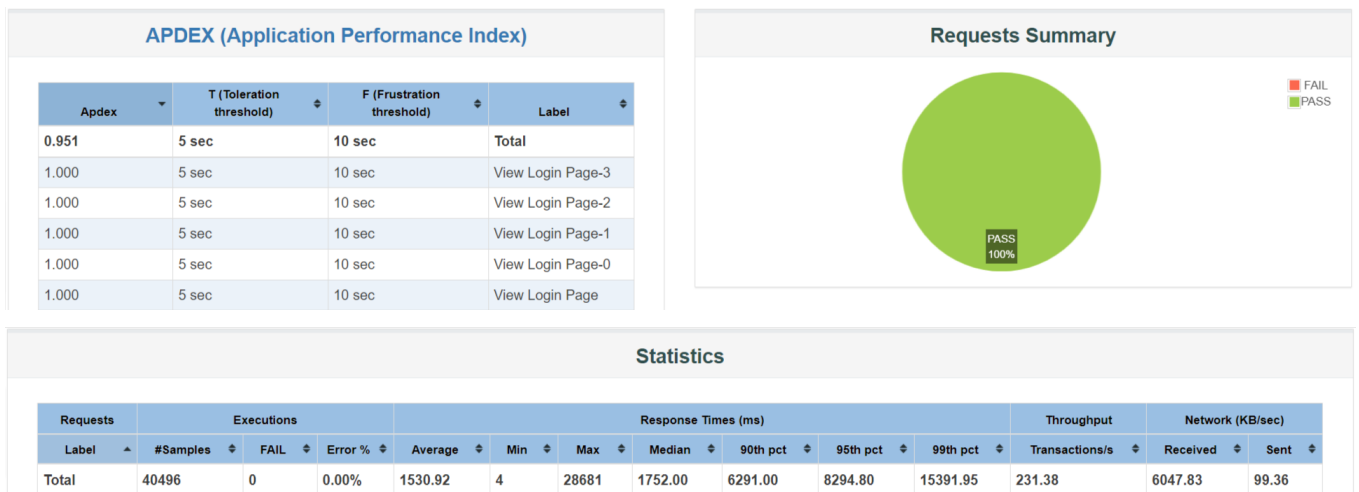 APDEX (Application Performance Index)
Apdex T (Toleration threshold) F (Frustration threshold) Label
0.951 5 sec 10 sec Total
1.000 5 sec 10 sec View Login Page-3
1.000 5 sec 10 sec View Login Page-2
1.000 5 sec 10 sec View Login Page-1
1.000 5 sec 10 sec View Login Page-0
1.000 5 sec 10 sec View Login Page
Requests Summary
FAIL
PASS
PASS
100%
Statistics
Requests Executions Response Times (ms) Throughput Network (KB/sec)
Label #Samples FAIL Error % Average Min Max Median 90th pct 95th pct 99th pct Transactions/s Received Sent
Total 40496 0 0.00% 1530.92 4 28681 1752.00 6291.00 8294.80 15391.95 231.38 6047.83 99.36